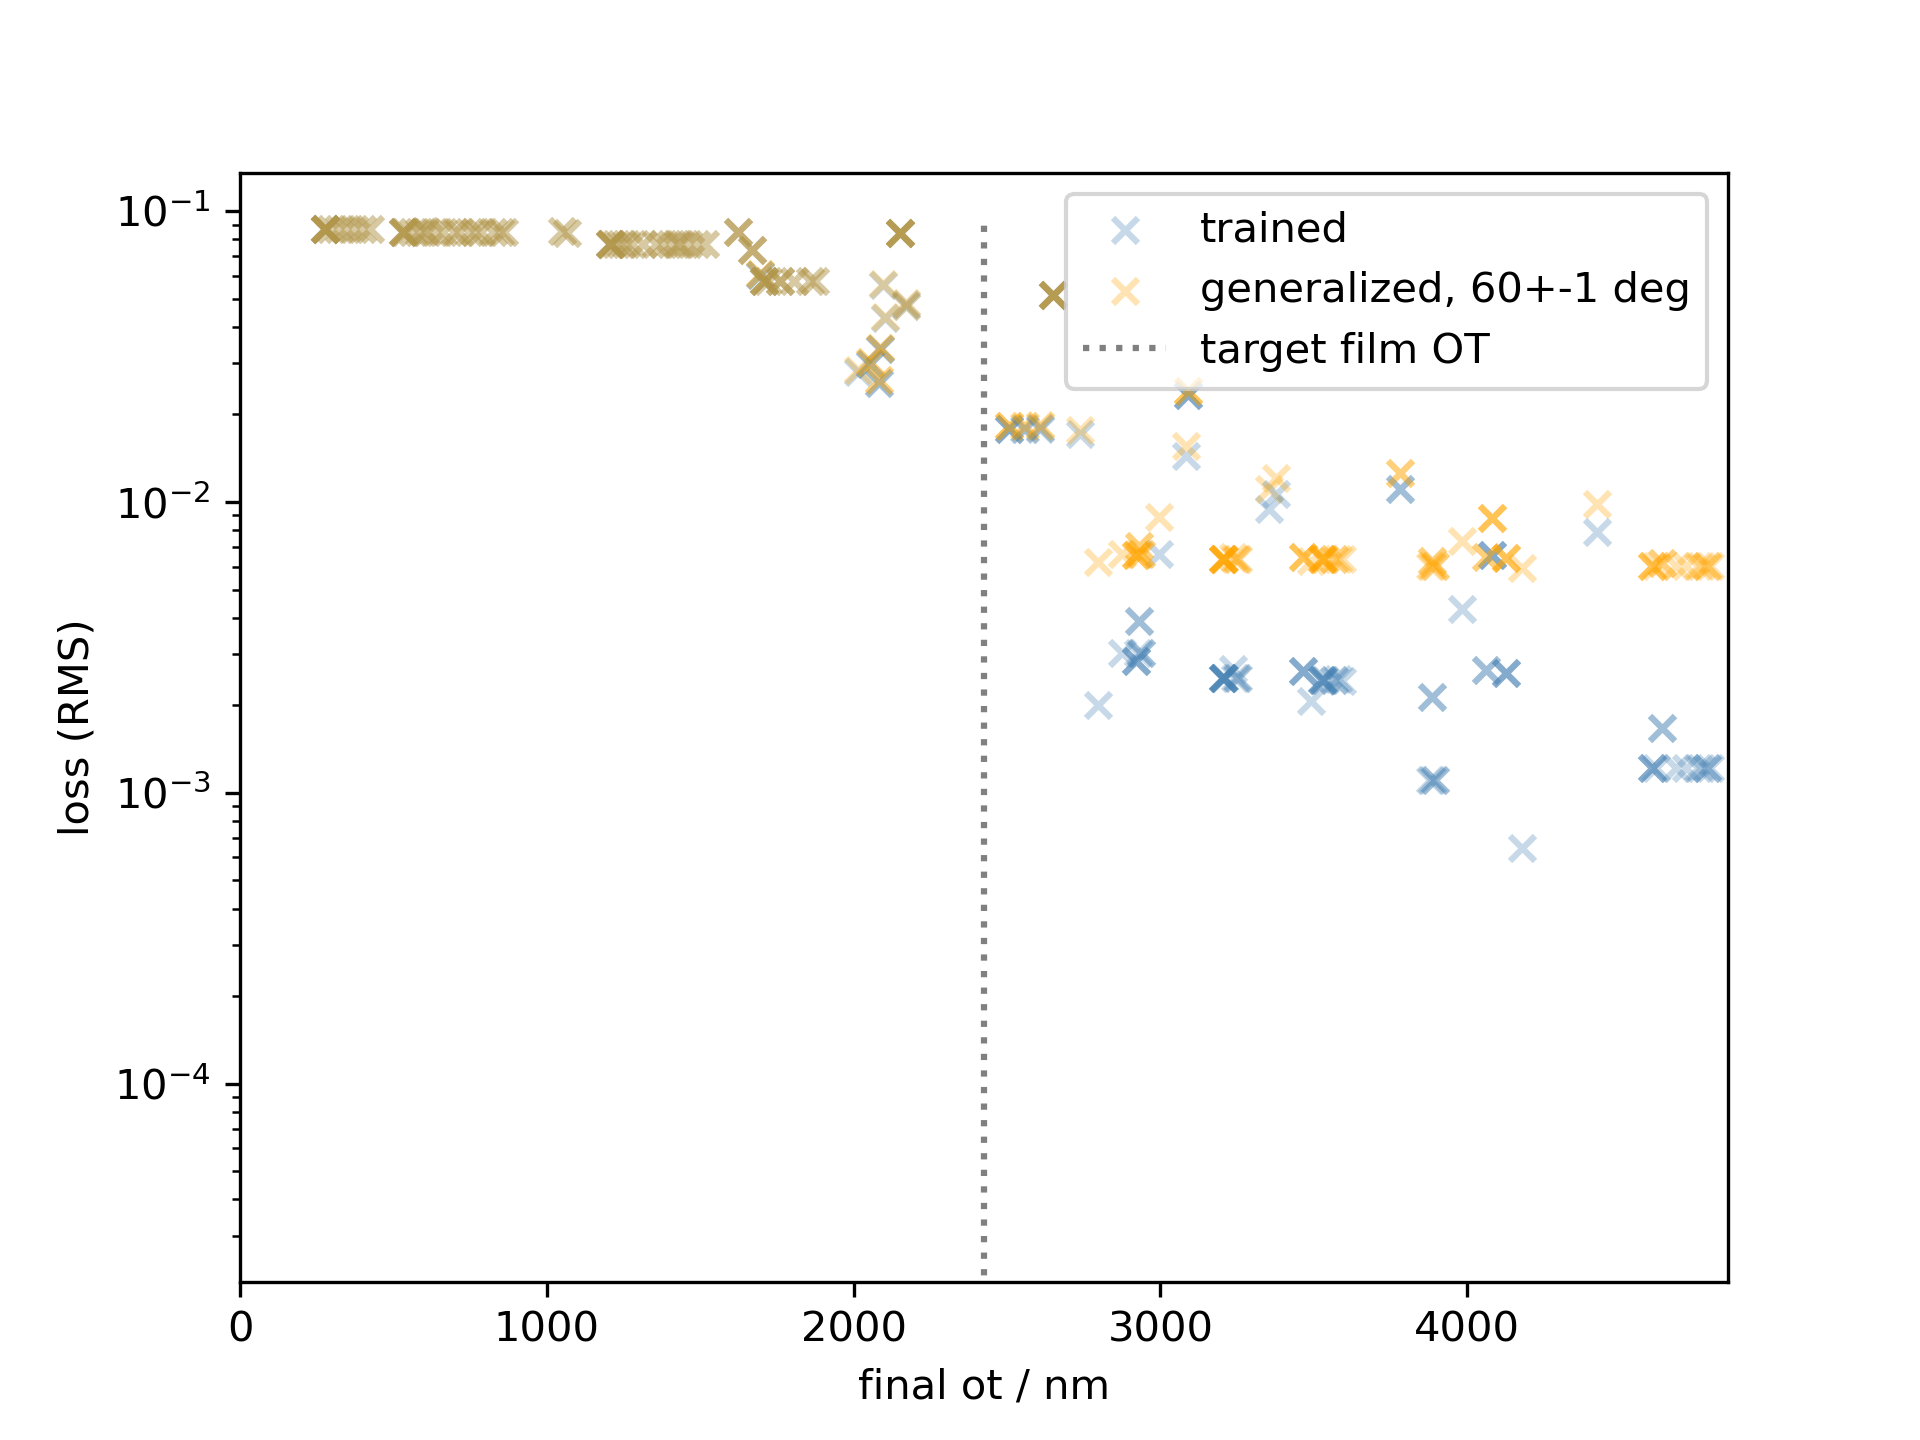 trained
generalized, 60+-1 deg
target film OT
10⁻¹
10⁻²
10⁻³
10⁻⁴
loss (RMS)
0 1000 2000 3000 4000
final ot / nm